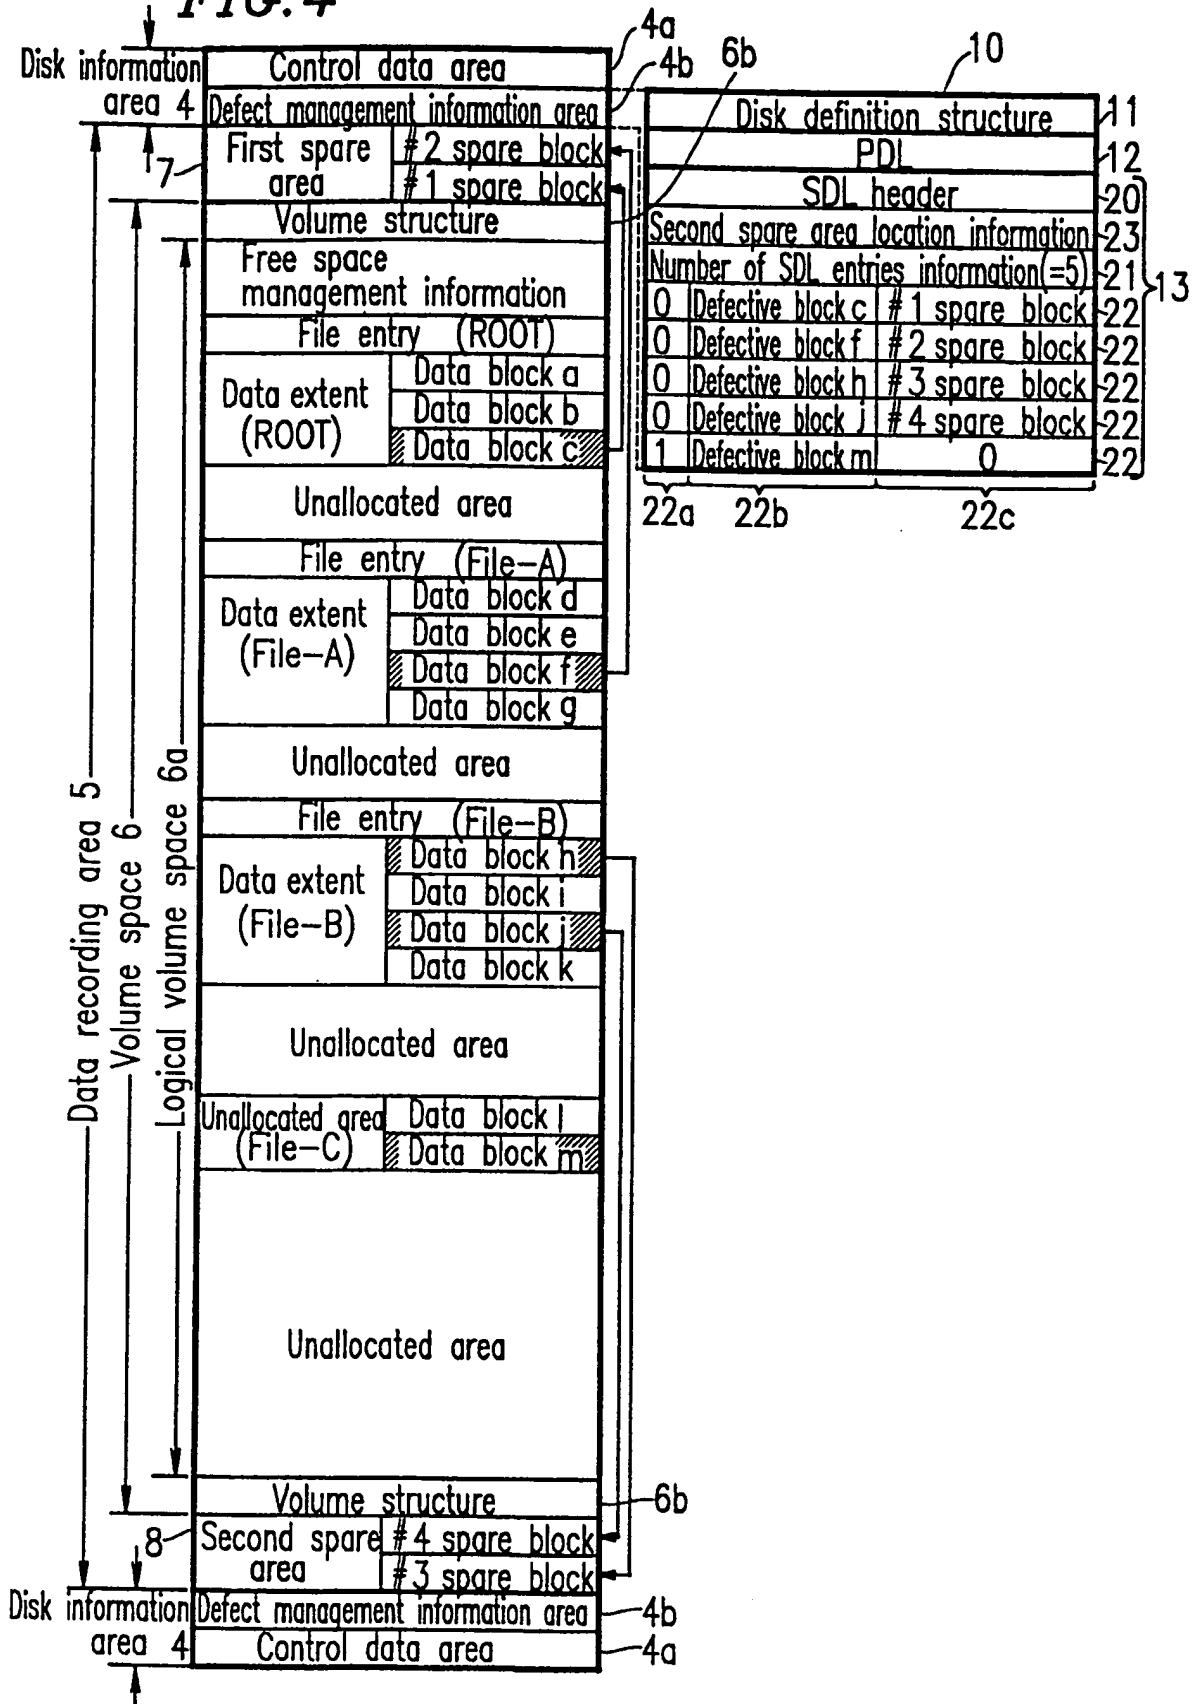 FIG. 4
Disk information
area 4
Control data area
4a
Defect management information area
4b
6b
7
First spare
area
#2 spare block
#1 spare block
Volume structure
Free space
management information
File entry (ROOT)
Data extent
(ROOT)
Data block a
Data block b
Data block c
Unallocated area
File entry (File-A)
Data extent
(File-A)
Data block d
Data block e
Data block f
Data block g
Unallocated area
File entry (File-B)
Data extent
(File-B)
Data block h
Data block i
Data block j
Data block k
Unallocated area
Unallocated area
(File-C)
Data block l
Data block m
Unallocated area
Volume structure
6b
8
Second spare
area
#4 spare block
#3 spare block
Disk information
area 4
Defect management information area
4b
Control data area
4a
Data recording area 5
Volume space 6
Logical volume space 6a
10
Disk definition structure
11
PDL
12
SDL header
20
Second spare area location information
23
Number of SDL entries information(=5)
21
13
0 Defective block c #1 spare block 22
0 Defective block f #2 spare block 22
0 Defective block h #3 spare block 22
0 Defective block j #4 spare block 22
1 Defective block m 0 22
22a 22b 22c